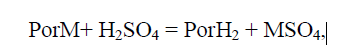 PorM+ H₂SO₄ = PorH₂ + MSO₄,